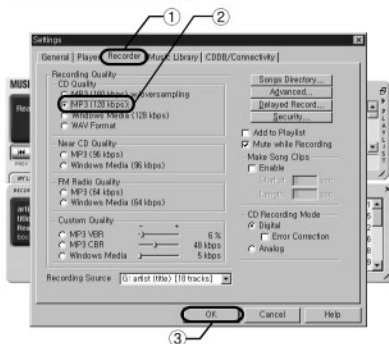 ① ②
Settings
General Player Recorder Music Library CDDB/Connectivity
Recording Quality
CD Quality
MP3 (160 kbps) w/oversampling
MP3 (128 kbps)
Windows Media (128 kbps)
WAV Format
Near CD Quality
MP3 (96 kbps)
Windows Media (96 kbps)
FM Radio Quality
MP3 (64 kbps)
Windows Media (64 kbps)
Custom Quality
- +
MP3 VBR 6 %
MP3 CBR 48 kbps
Windows Media 5 kbps
Recording Source G: artist (title) [18 tracks]
Songs Directory...
Advanced...
Delayed Record...
Security...
Add to Playlist
Mute while Recording
Make Song Clips
Enable
Start at sec
Length sec
CD Recording Mode
Digital
Error Correction
Analog
OK Cancel Help
③